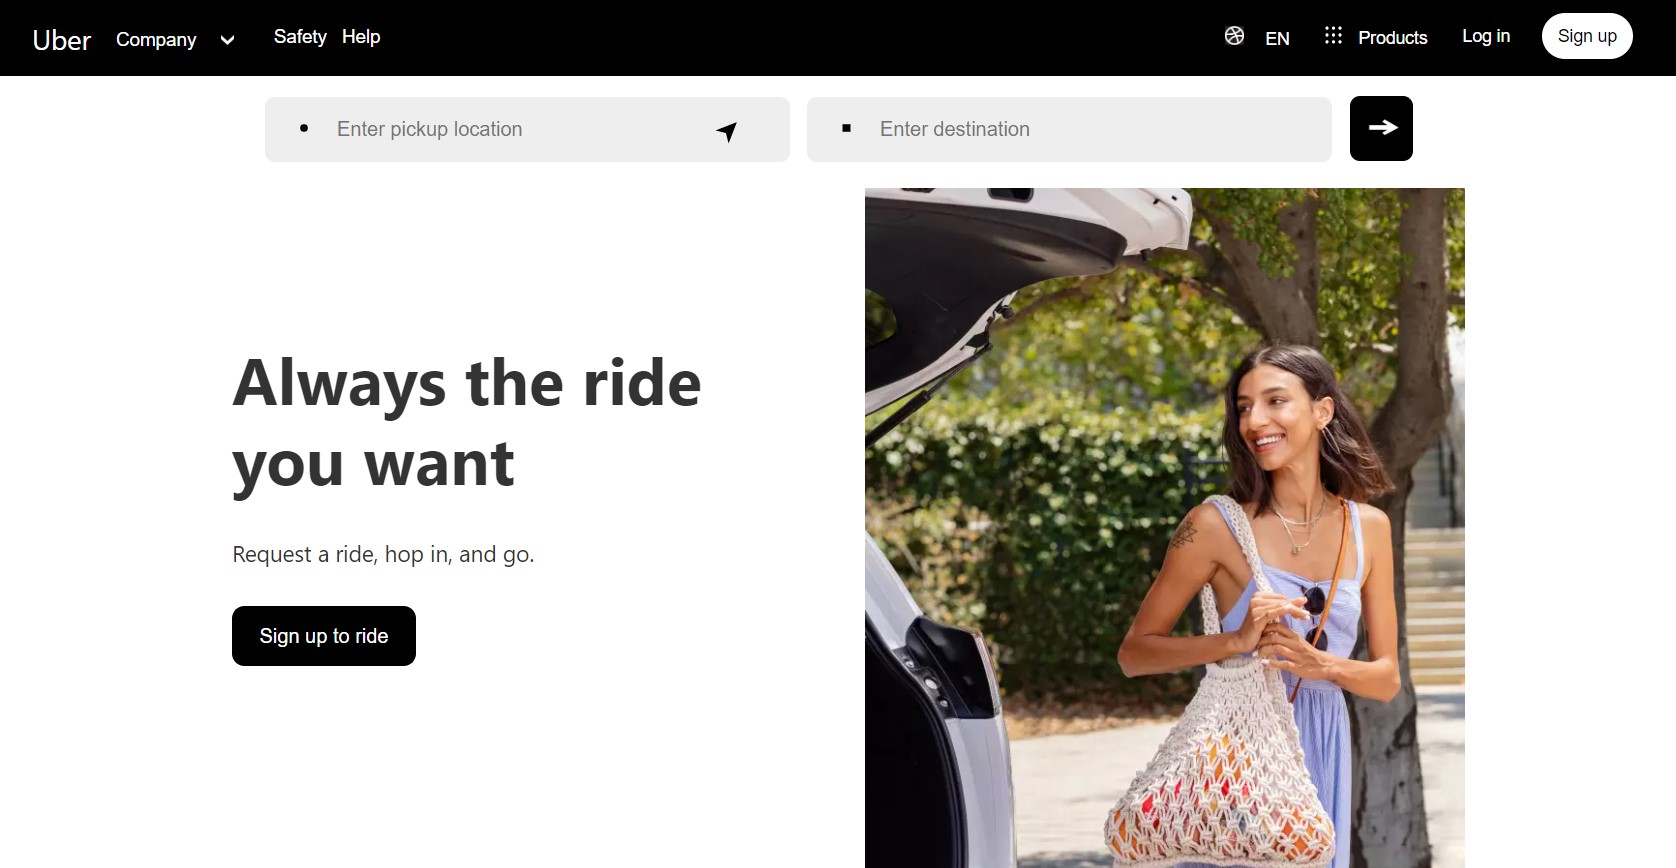 Uber Company Safety Help EN Products Log in Sign up
Enter pickup location Enter destination
Always the ride
you want
Request a ride, hop in, and go.
Sign up to ride